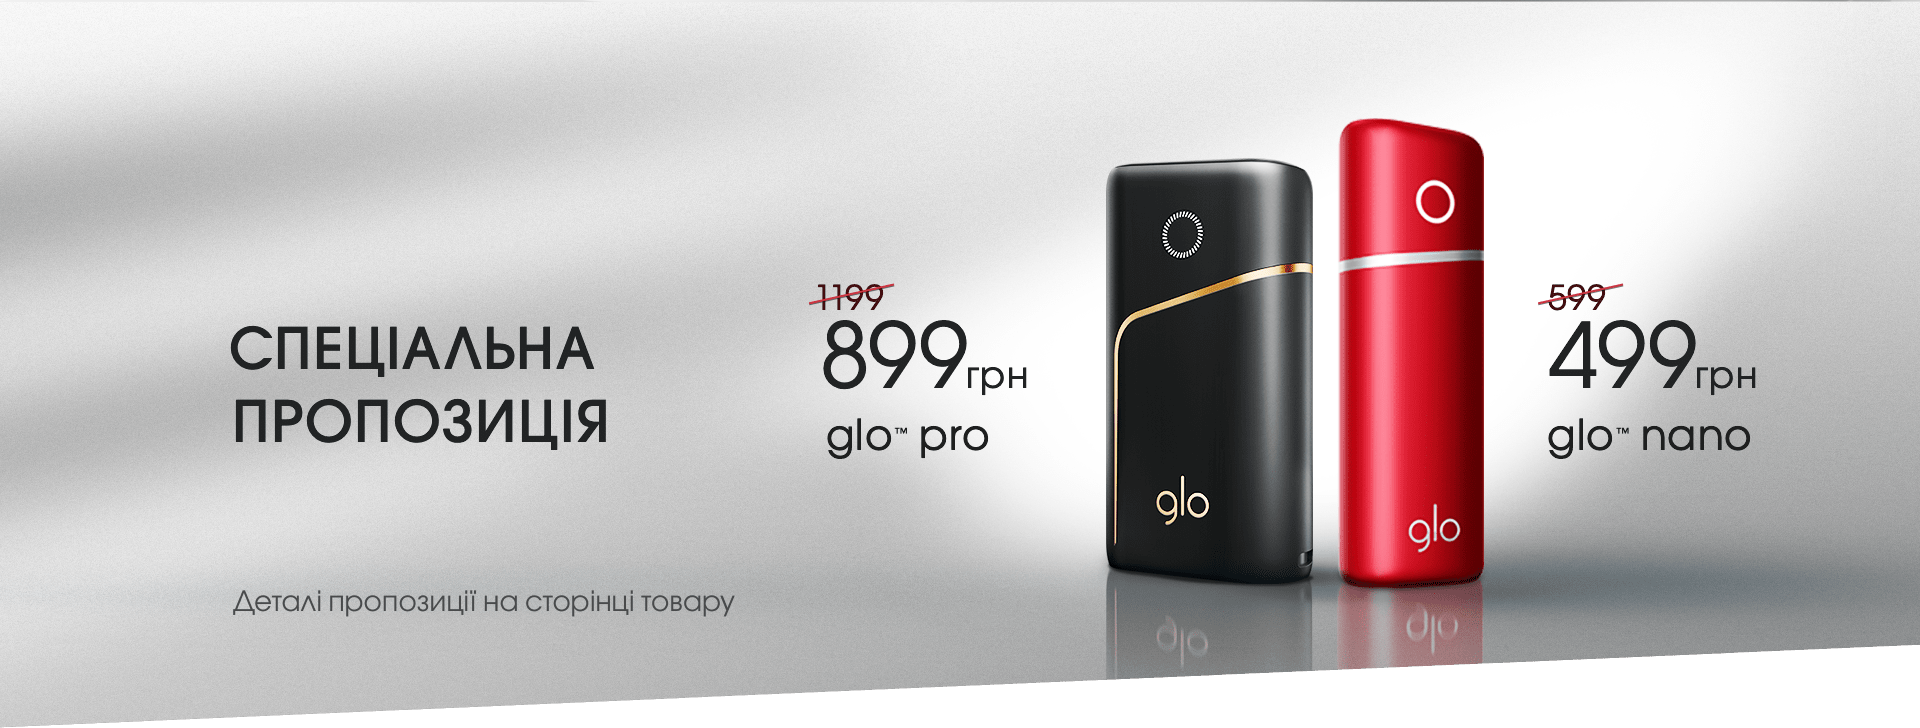 СПЕЦІАЛЬНА
ПРОПОЗИЦІЯ
Деталі пропозиції на сторінці товару
1199
899грн
glo™ pro
glo
glo
599
499грн
glo™ nano